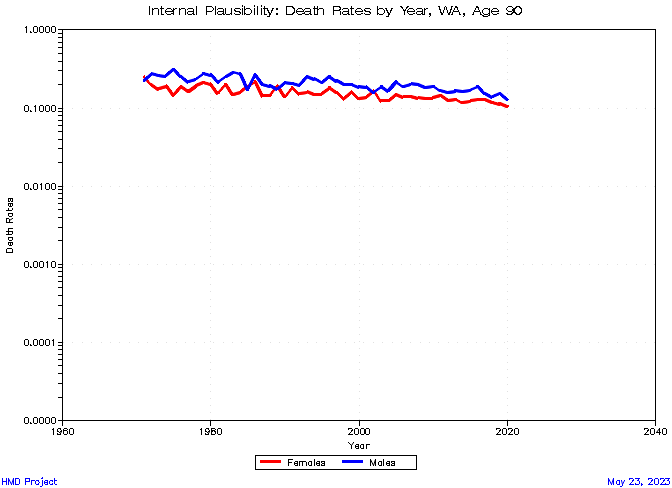 Internal Plausibility: Death Rates by Year, WA, Age 90
1.0000
0.1000
0.0100
0.0010
0.0001
0.0000
Death Rates
1960
1980
2000
2020
2040
Year
Females
Males
HMD Project
May 23, 2023